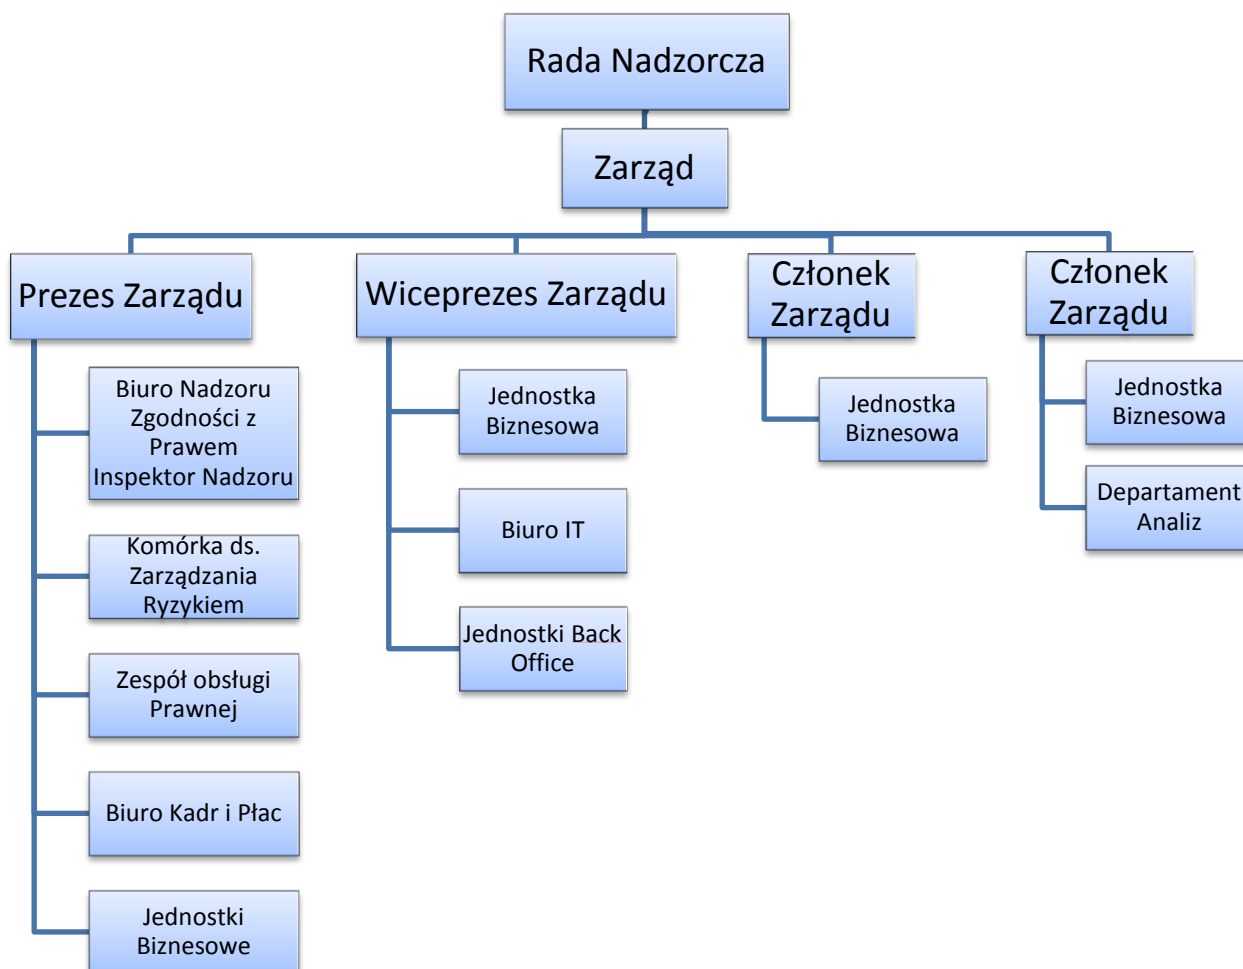 Rada Nadzorcza
Zarząd
Prezes Zarządu
Wiceprezes Zarządu
Członek
Zarządu
Członek
Zarządu
Biuro Nadzoru
Zgodności z
Prawem
Inspektor Nadzoru
Komórka ds.
Zarządzania
Ryzykiem
Zespół obsługi
Prawnej
Biuro Kadr i Płac
Jednostki
Biznesowe
Jednostka
Biznesowa
Biuro IT
Jednostki Back
Office
Jednostka
Biznesowa
Jednostka
Biznesowa
Departament
Analiz